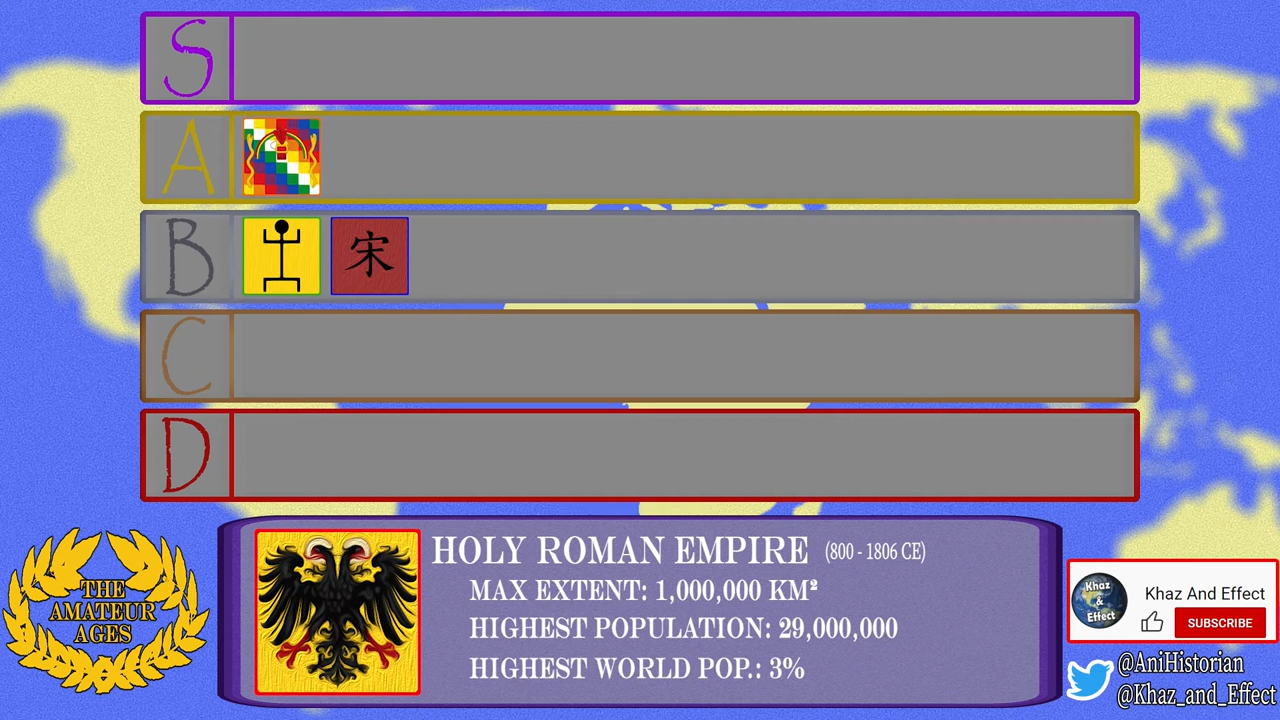 S
A
B
宋
C
D
THE
AMATEUR
AGES
HOLY ROMAN EMPIRE (800 - 1806 CE)
MAX EXTENT: 1,000,000 KM²
HIGHEST POPULATION: 29,000,000
HIGHEST WORLD POP.: 3%
Khaz
&
Effect
Khaz And Effect
SUBSCRIBE
@AniHistorian
@Khaz_and_Effect